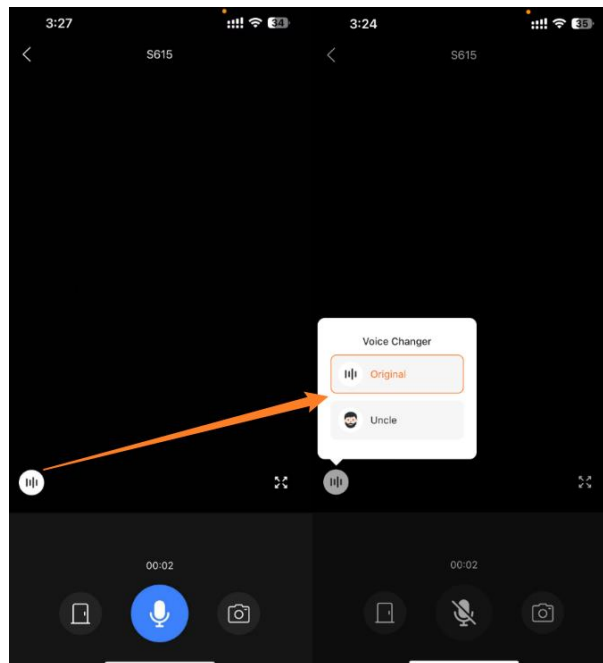 3:27
34
S615
00:02
3:24
35
S615
Voice Changer
Original
Uncle
00:02